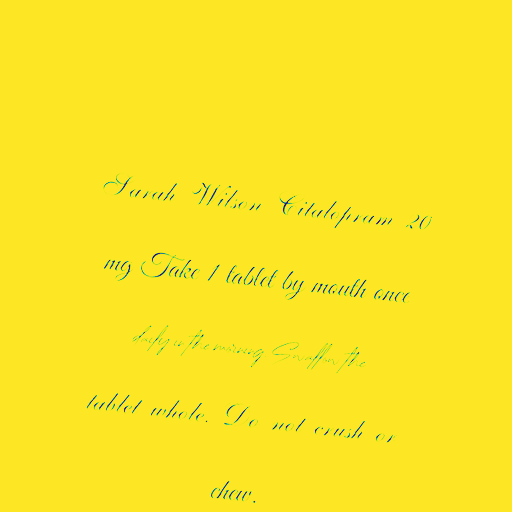 Sarah Wilson Citalopram 20
mg Take 1 tablet by mouth once
daily in the morning. Swallow the
tablet whole. Do not crush or
chew.